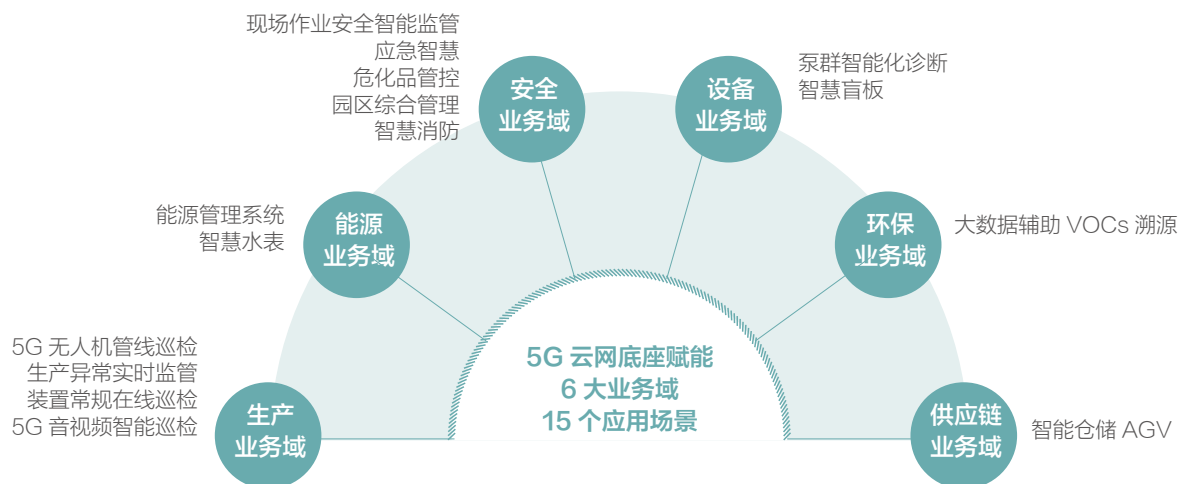 现场作业安全智能监管
应急智慧
危化品管控
园区综合管理
智慧消防
安全
业务域
设备
业务域
泵群智能化诊断
智慧盲板
能源管理系统
智慧水表
能源
业务域
环保
业务域
大数据辅助 VOCs 溯源
5G 无人机管线巡检
生产异常实时监管
装置常规在线巡检
5G 音视频智能巡检
生产
业务域
5G 云网底座赋能
6 大业务域
15 个应用场景
供应链
业务域
智能仓储 AGV